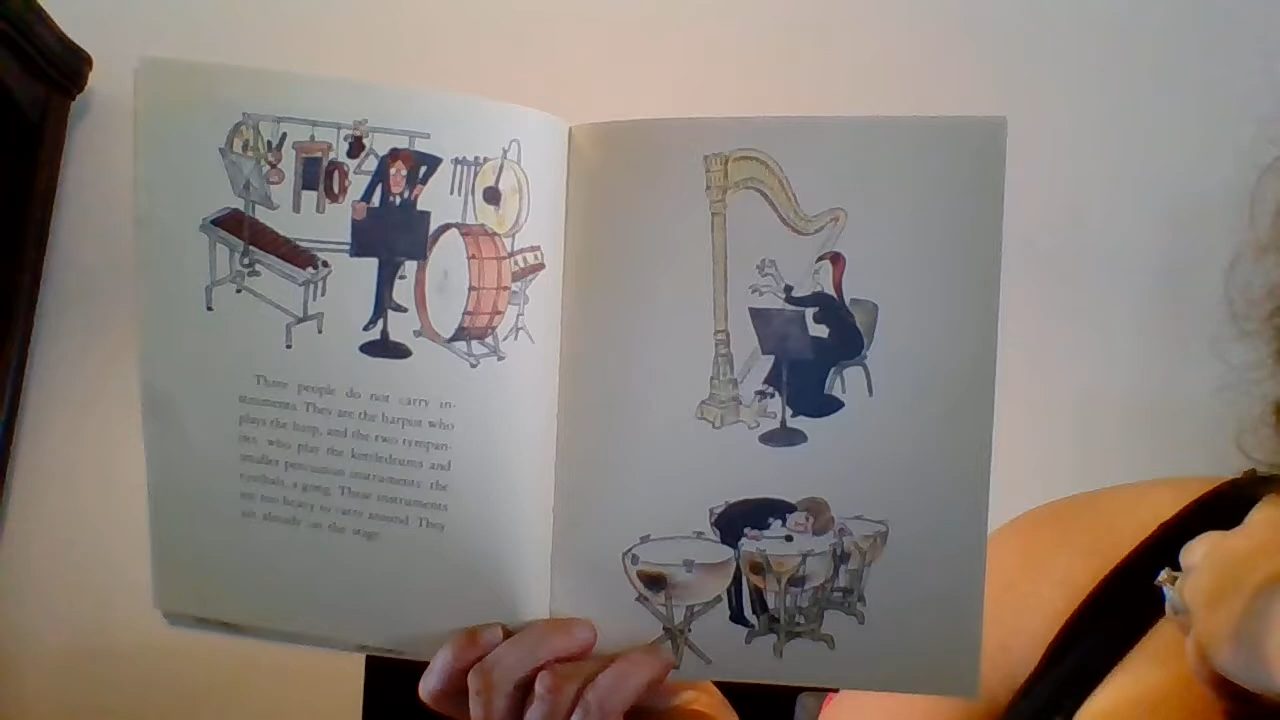 Three people do not carry in-
struments. They are the harpist who
plays the harp, and the two tympan-
ists, who play the kettledrums and
smaller percussion instruments: the
cymbals, a gong. These instruments
are too heavy to carry around. They
are already on the stage.